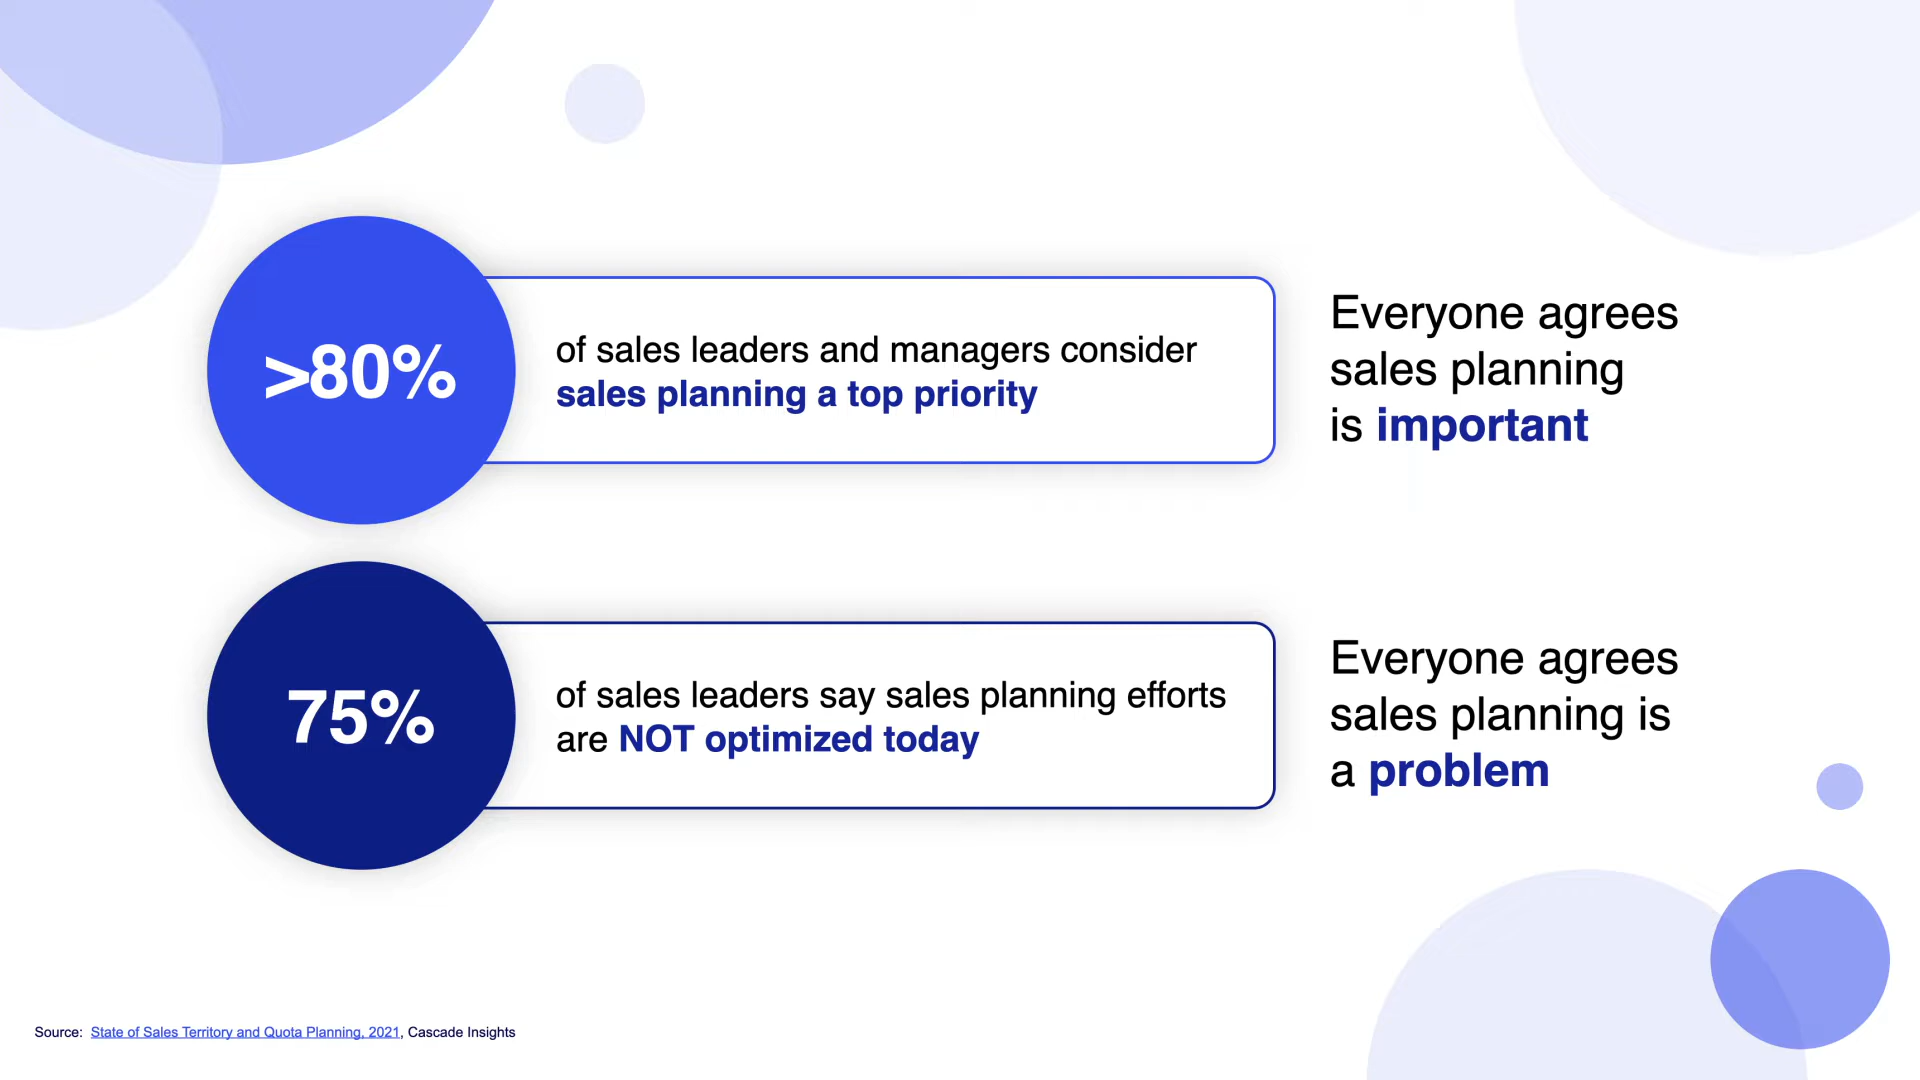 >80%
of sales leaders and managers consider
sales planning a top priority
Everyone agrees
sales planning
is important
75%
of sales leaders say sales planning efforts
are NOT optimized today
Everyone agrees
sales planning is
a problem
Source: State of Sales Territory and Quota Planning, 2021, Cascade Insights